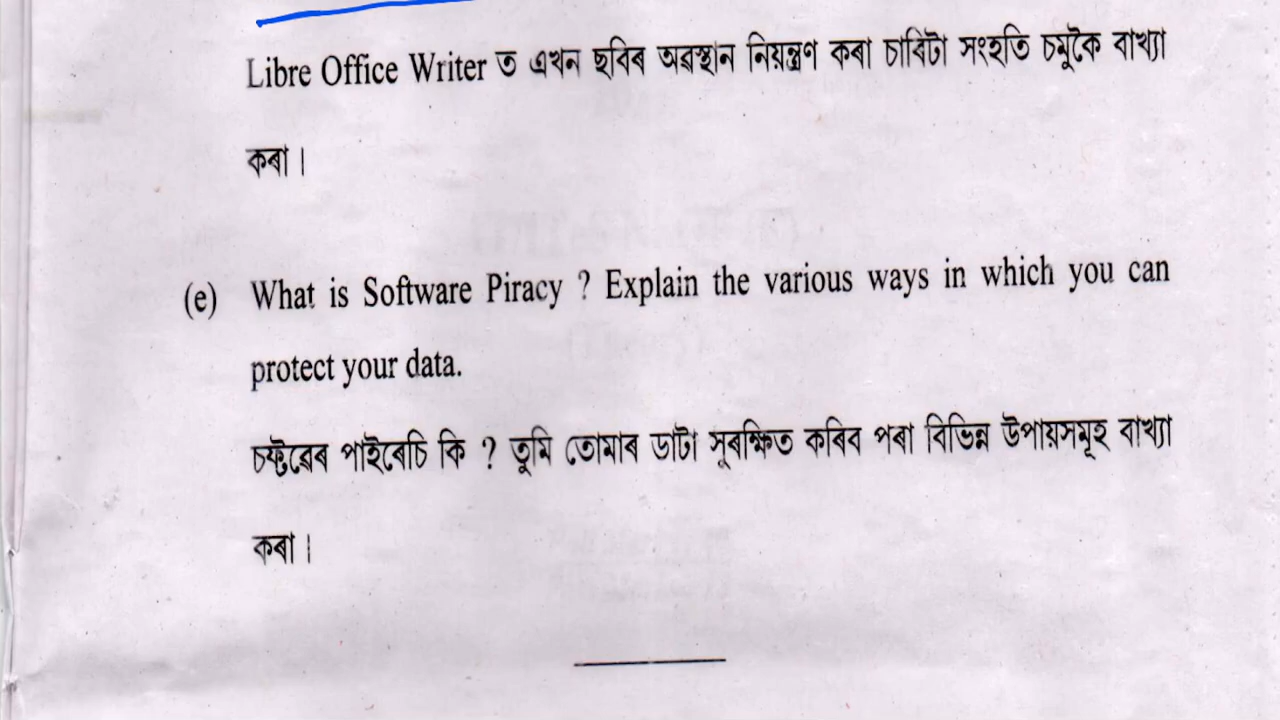 Libre Office Writer ত এখন ছবিৰ অৱস্থান নিয়ন্ত্ৰণ কৰা চাৰিটা সংহতি চমুকৈ বাখ্যা
কৰা।
(e) What is Software Piracy ? Explain the various ways in which you can
protect your data.
চফ্টৱেৰ পাইৰেচি কি ? তুমি তোমাৰ ডাটা সূৰক্ষিত কৰিব পৰা বিভিন্ন উপায়সমূহ বাখ্যা
কৰা।